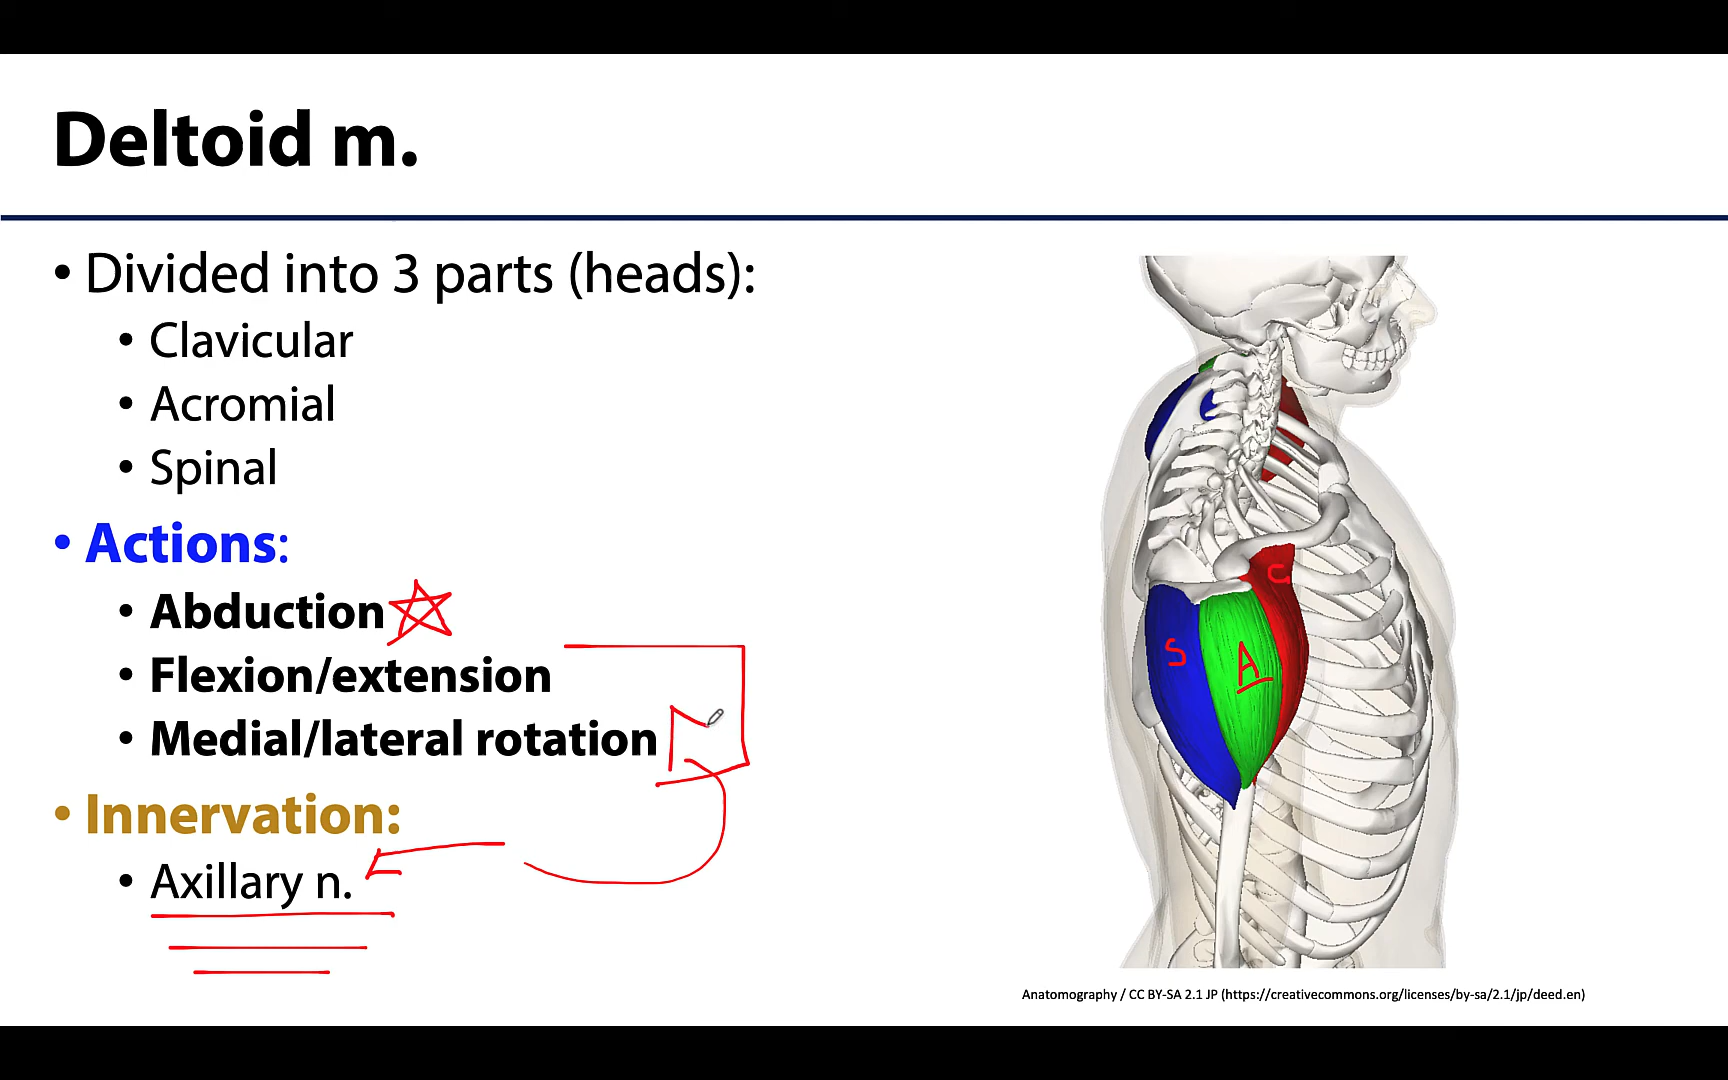 Deltoid m.
• Divided into 3 parts (heads):
• Clavicular
• Acromial
• Spinal
• Actions:
• Abduction
• Flexion/extension
• Medial/lateral rotation
• Innervation:
• Axillary n.
C
S
A
Anatomography / CC BY-SA 2.1 JP (https://creativecommons.org/licenses/by-sa/2.1/jp/deed.en)